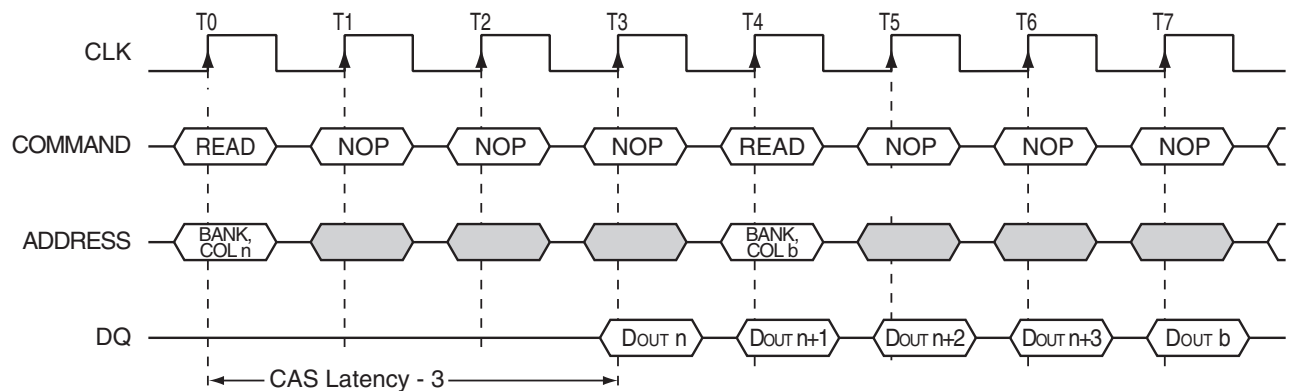 T0 T1 T2 T3 T4 T5 T6 T7
CLK
COMMAND READ NOP NOP NOP READ NOP NOP NOP
ADDRESS BANK, COL n BANK, COL b
DQ DOUT n DOUT n+1 DOUT n+2 DOUT n+3 DOUT b
CAS Latency - 3